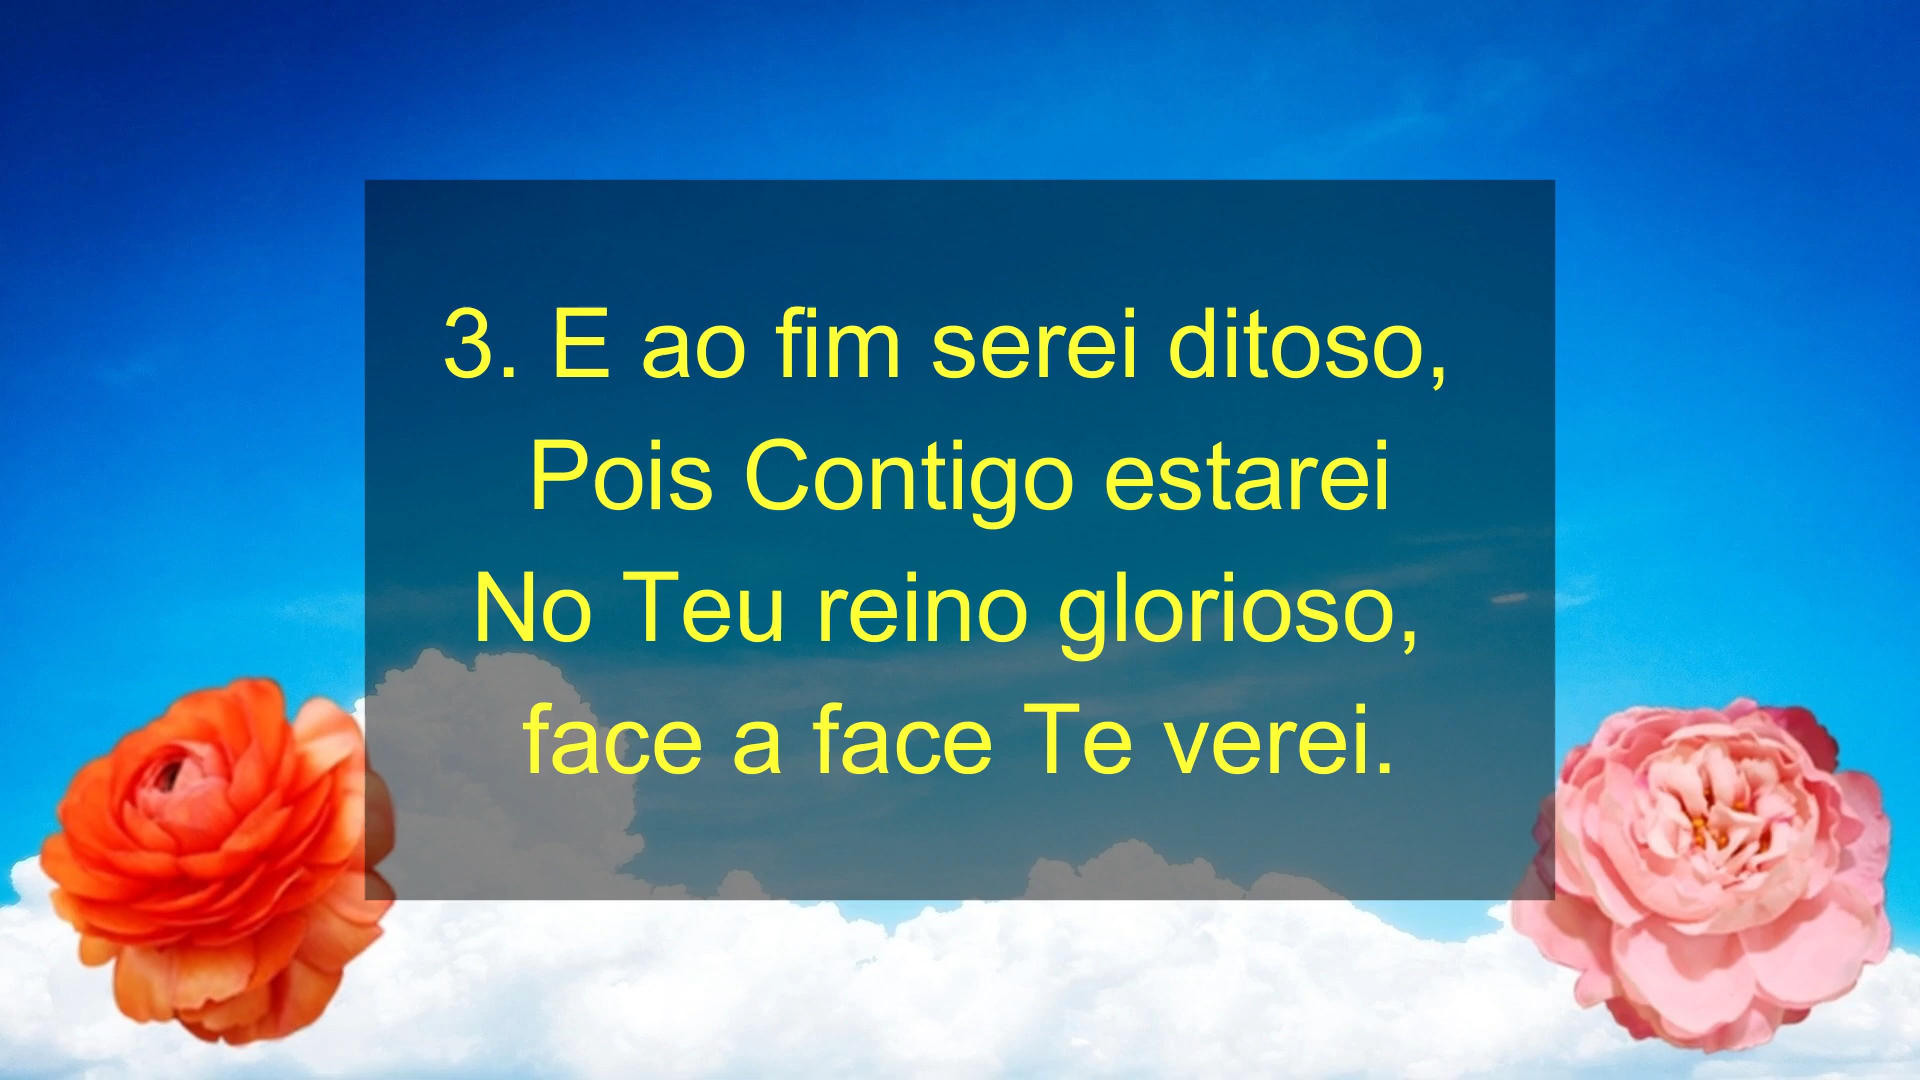 3. E ao fim serei ditoso,
Pois Contigo estarei
No Teu reino glorioso,
face a face Te verei.